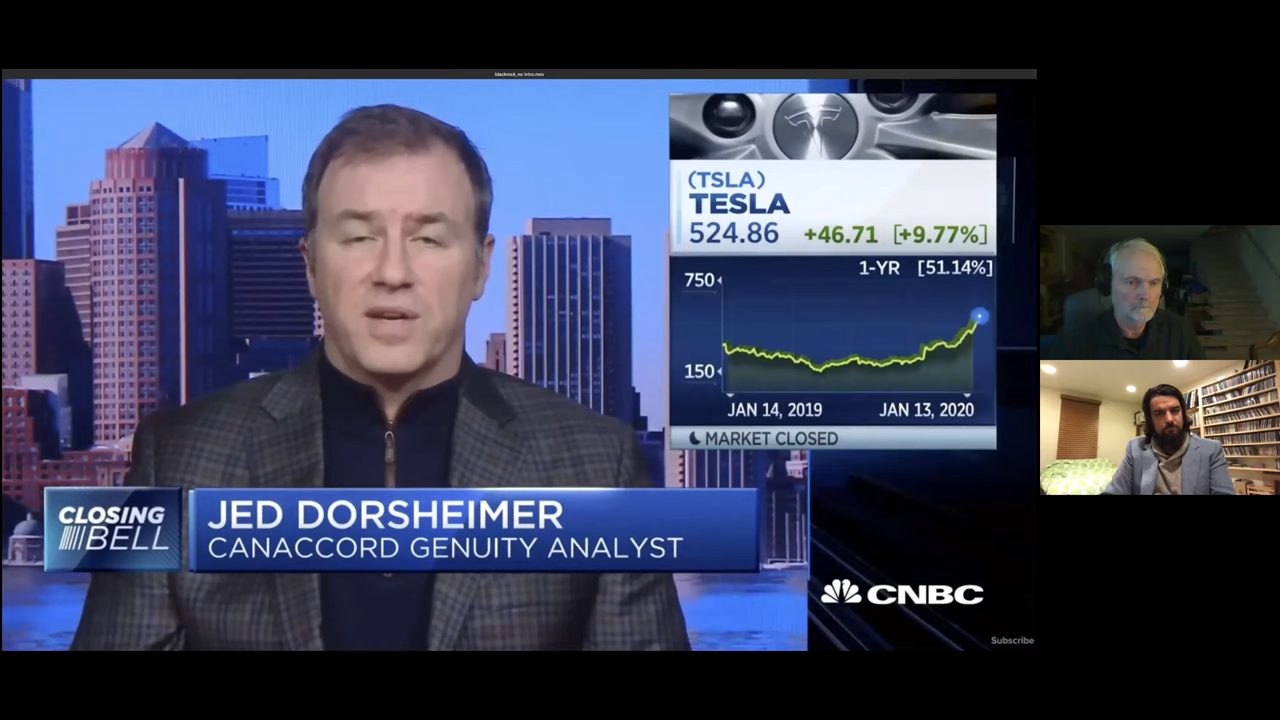 blackrock_no intro.mov
(TSLA)
TESLA
524.86 +46.71 [+9.77%]
1-YR [51.14%]
750
150
JAN 14, 2019 JAN 13, 2020
MARKET CLOSED
CLOSING
BELL
JED DORSHEIMER
CANACCORD GENUITY ANALYST
CNBC
Subscribe